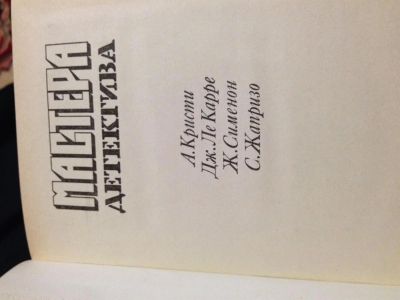 МАСТЕРА
ДЕТЕКТИВА
А.Кристи
Дж.Ле Карре
Ж.Сименон
С.Жапризо